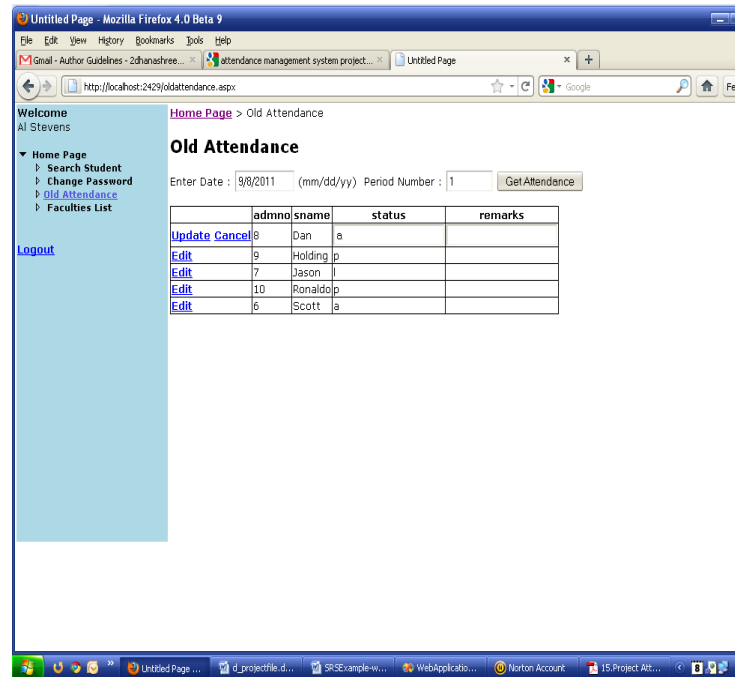 Untitled Page - Mozilla Firefox 4.0 Beta 9
File Edit View History Bookmarks Tools Help
Gmail - Author Guidelines - 2dhanashree... attendance management system project... Untitled Page
http://localhost:2429/oldattendance.aspx Google Fe
Welcome
Al Stevens
Home Page
Search Student
Change Password
Old Attendance
Faculties List
Logout
Home Page > Old Attendance
Old Attendance
Enter Date : 9/8/2011 (mm/dd/yy) Period Number : 1 Get Attendance
admno sname status remarks
Update Cancel 8 Dan a
Edit 9 Holding p
Edit 7 Jason l
Edit 10 Ronaldo p
Edit 6 Scott a
Untitled Page ... d_projectfile.d... SRSExample-w... WebApplicatio... Norton Account 15.Project Att... 8